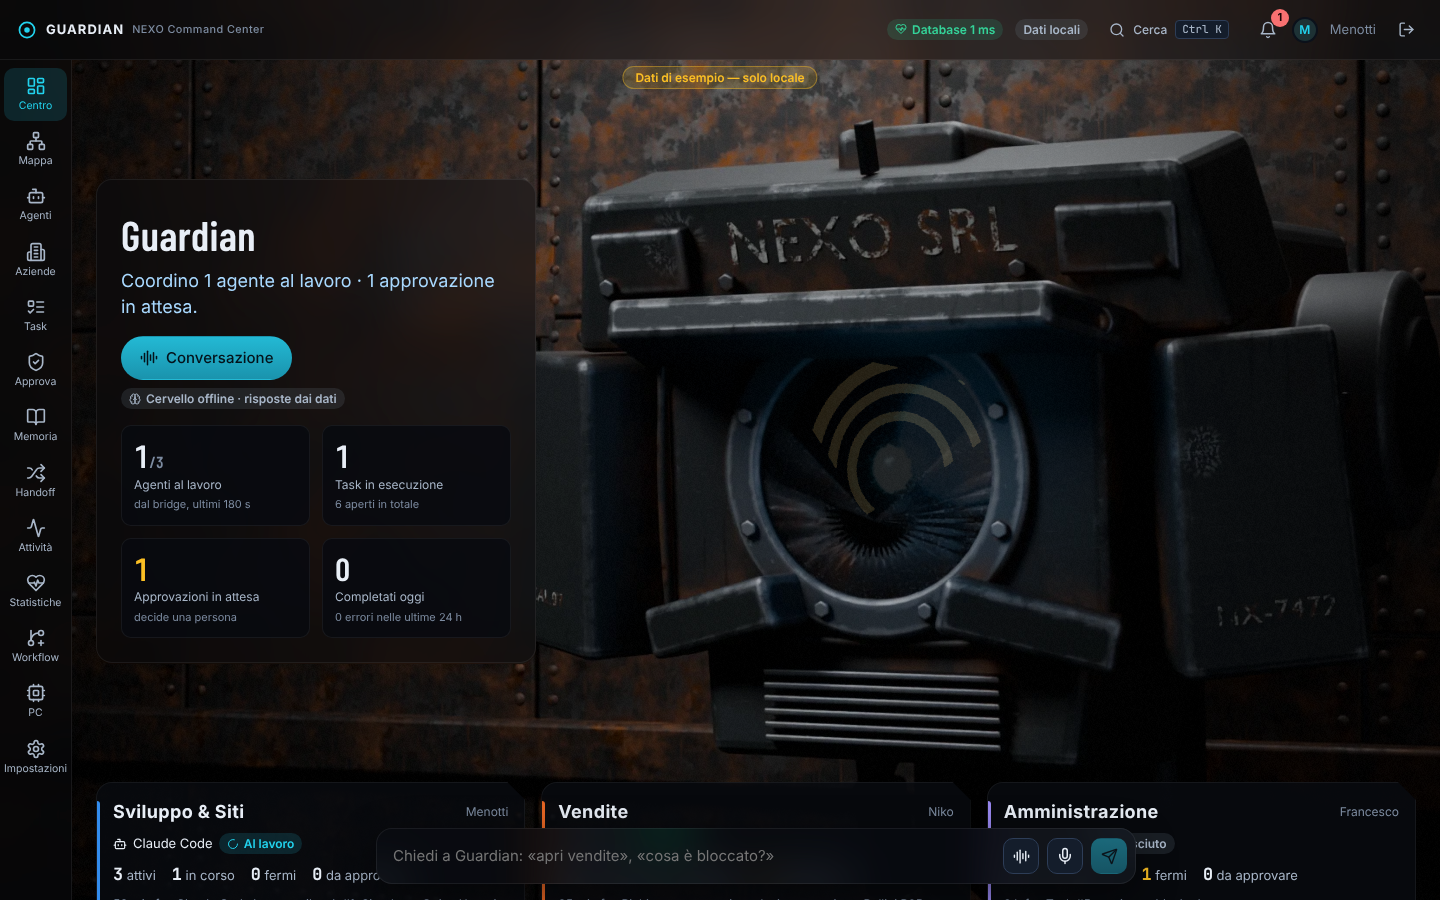 GUARDIAN NEXO Command Center
Database 1 ms
Dati locali
Cerca Ctrl K
1
M Menotti
Dati di esempio — solo locale
Centro
Mappa
Agenti
Aziende
Task
Approva
Memoria
Handoff
Attività
Statistiche
Workflow
PC
Impostazioni
Guardian
Coordino 1 agente al lavoro · 1 approvazione
in attesa.
Conversazione
Cervello offline · risposte dai dati
1/3
Agenti al lavoro
dal bridge, ultimi 180 s
1
Task in esecuzione
6 aperti in totale
1
Approvazioni in attesa
decide una persona
0
Completati oggi
0 errori nelle ultime 24 h
NEXO SRL
Sviluppo & Siti Menotti
Claude Code Al lavoro
3 attivi 1 in corso 0 fermi 0 da appro
Vendite Niko
Amministrazione Francesco
1 fermi 0 da approvare
Chiedi a Guardian: «apri vendite», «cosa è bloccato?»